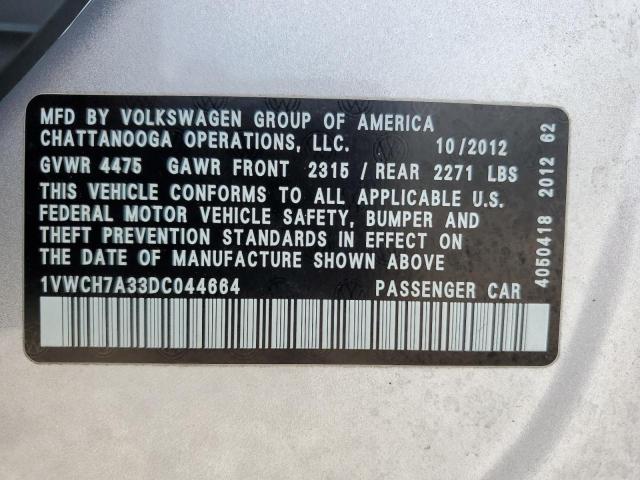 MFD BY VOLKSWAGEN GROUP OF AMERICA
CHATTANOOGA OPERATIONS, LLC. 10/2012
GVWR 4475 GAWR FRONT 2315 / REAR 2271 LBS
THIS VEHICLE CONFORMS TO ALL APPLICABLE U.S.
FEDERAL MOTOR VEHICLE SAFETY, BUMPER AND
THEFT PREVENTION STANDARDS IN EFFECT ON
THE DATE OF MANUFACTURE SHOWN ABOVE.
1VWCH7A33DC044664 PASSENGER CAR
4050418 2012 62